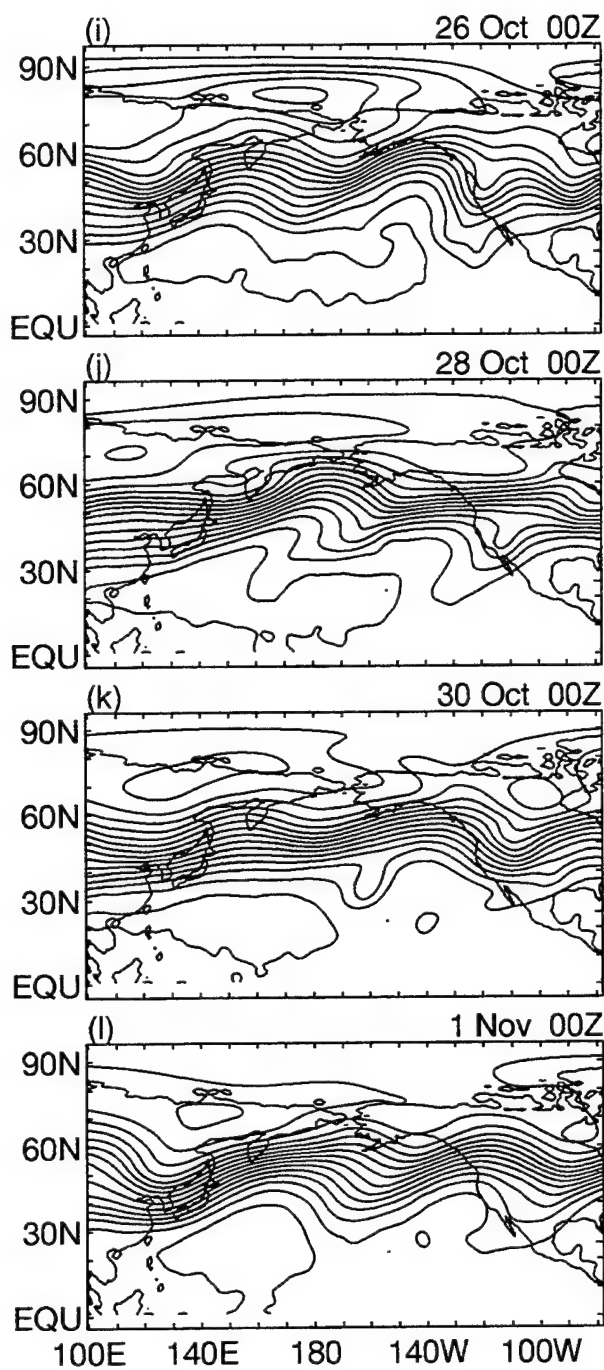 (i) 26 Oct 00Z
90N
60N
30N
EQU
(j) 28 Oct 00Z
90N
60N
30N
EQU
(k) 30 Oct 00Z
90N
60N
30N
EQU
(l) 1 Nov 00Z
90N
60N
30N
EQU
100E 140E 180 140W 100W